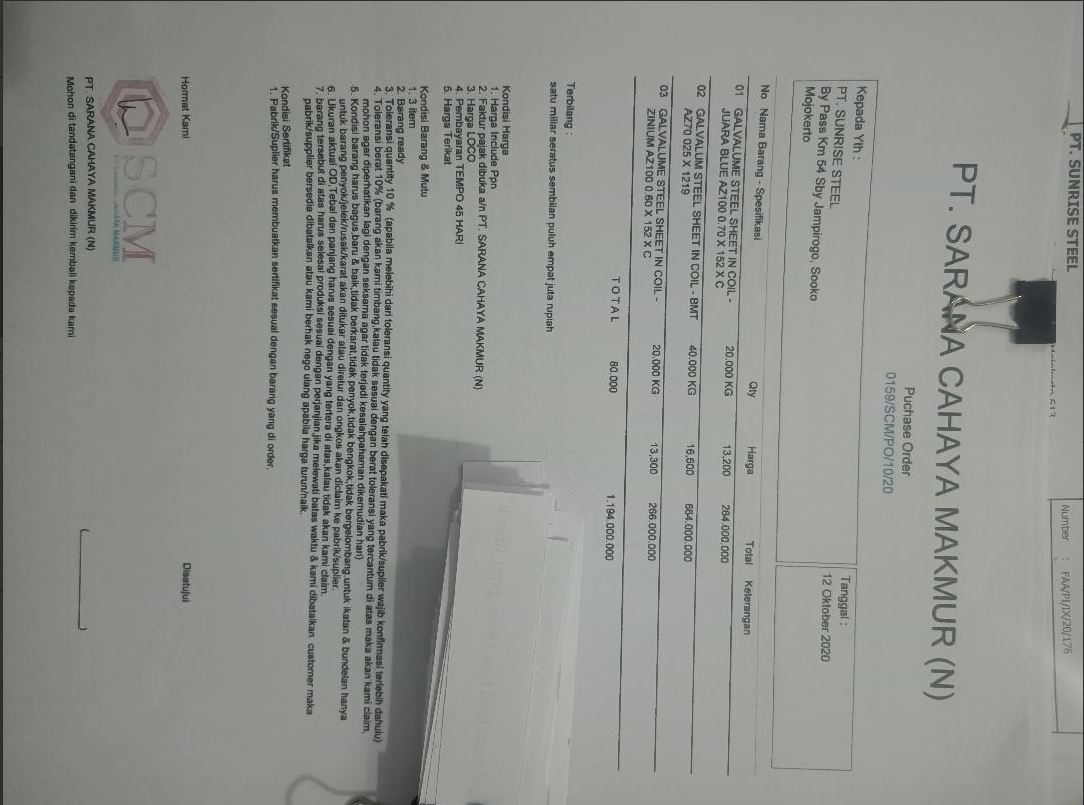 PT. SUNRISE STEEL
Number : FAA/PI/IX/20/176
PT. SARANA CAHAYA MAKMUR (N)
Puchase Order
0159/SCM/PO/10/20
Kepada Yth :
PT. SUNRISE STEEL
By Pass Km 54 Sby Jampirogo, Sooko
Mojokerto
Tanggal :
12 Oktober 2020
No Nama Barang - Spesifikasi Qty Harga Total Keterangan
01 GALVALUME STEEL SHEET IN COIL - 20.000 KG 13,200 264.000.000
JUARA BLUE AZ100 0.70 X 152 X C
02 GALVALUM STEEL SHEET IN COIL - BMT 40.000 KG 16,600 664.000.000
AZ70 025 X 1219
03 GALVALUME STEEL SHEET IN COIL - 20.000 KG 13,300 266.000.000
ZINIUM AZ100 0.60 X 152 X C
T O T A L 80.000 1.194.000.000
Terbilang :
satu miliar seratus sembilan puluh empat juta rupiah
Kondisi Harga
1. Harga Include Ppn
2. Faktur pajak dibuka a/n PT. SARANA CAHAYA MAKMUR (N)
3. Harga LOCO
4. Pembayaran TEMPO 45 HARI
5. Harga Terikat
Kondisi Barang & Mutu
1. 3 item
2. Barang ready
3. Toleransi quantity 10 % (apabila melebihi dari toleransi quantity yang telah disepakati maka pabrik/suplier wajib konfirmasi terlebih dahulu)
4. Toleransi berat 10% (barang akan kami timbang,kalau tidak sesuai dengan berat toleransi yang tercantum di atas maka akan kami claim,
mohon agar diperhatikan lagi dengan seksama agar tidak terjadi kesalahpahaman dikemudian hari)
5. Kondisi barang harus bagus,baru & baik,tidak berkarat,tidak penyok,tidak bengkok,tidak bergelombang,untuk ikatan & bundelan hanya
untuk barang penyok/jelek/rusak/karat akan ditukar atau diretur dan ongkos akan diclaim ke pabrik/suplier.
6. Ukuran aktual OD,Tebal dan panjang harus sesuai dengan yang tertera di atas,kalau tidak akan kami claim.
7. barang tersebut di atas harus selesai produksi sesuai dengan perjanjian,jika melewati batas waktu & kami dibatalkan customer maka
pabrik/supplier bersedia dibatalkan atau kami berhak nego ulang apabila harga turun/naik.
Kondisi Sertifikat
1. Pabrik/Suplier harus membuatkan sertifikat sesuai dengan barang yang di order.
Hormat Kami Disetujui
SCM
PT. SARANA CAHAYA MAKMUR (N) ( )
Mohon di tandatangani dan dikirim kembali kepada kami